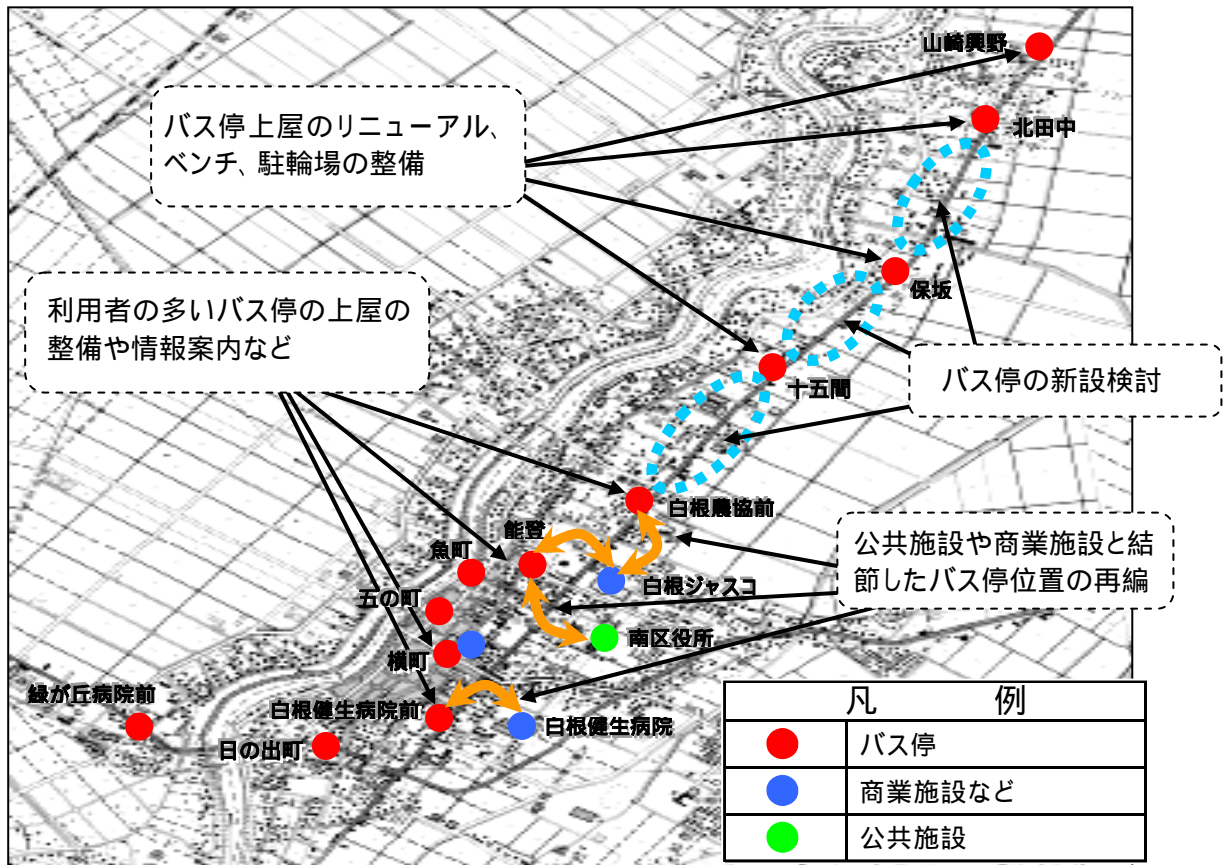 山崎興野
北田中
バス停上屋のリニューアル、
ベンチ、駐輪場の整備
保坂
利用者の多いバス停の上屋の
整備や情報案内など
十五間
バス停の新設検討
白根農協前
能登
魚町
白根ジャスコ
公共施設や商業施設と結
節したバス停位置の再編
五の町
南区役所
横町
緑が丘病院前
白根健生病院前
白根健生病院
日の出町
凡 例
バス停
商業施設など
公共施設